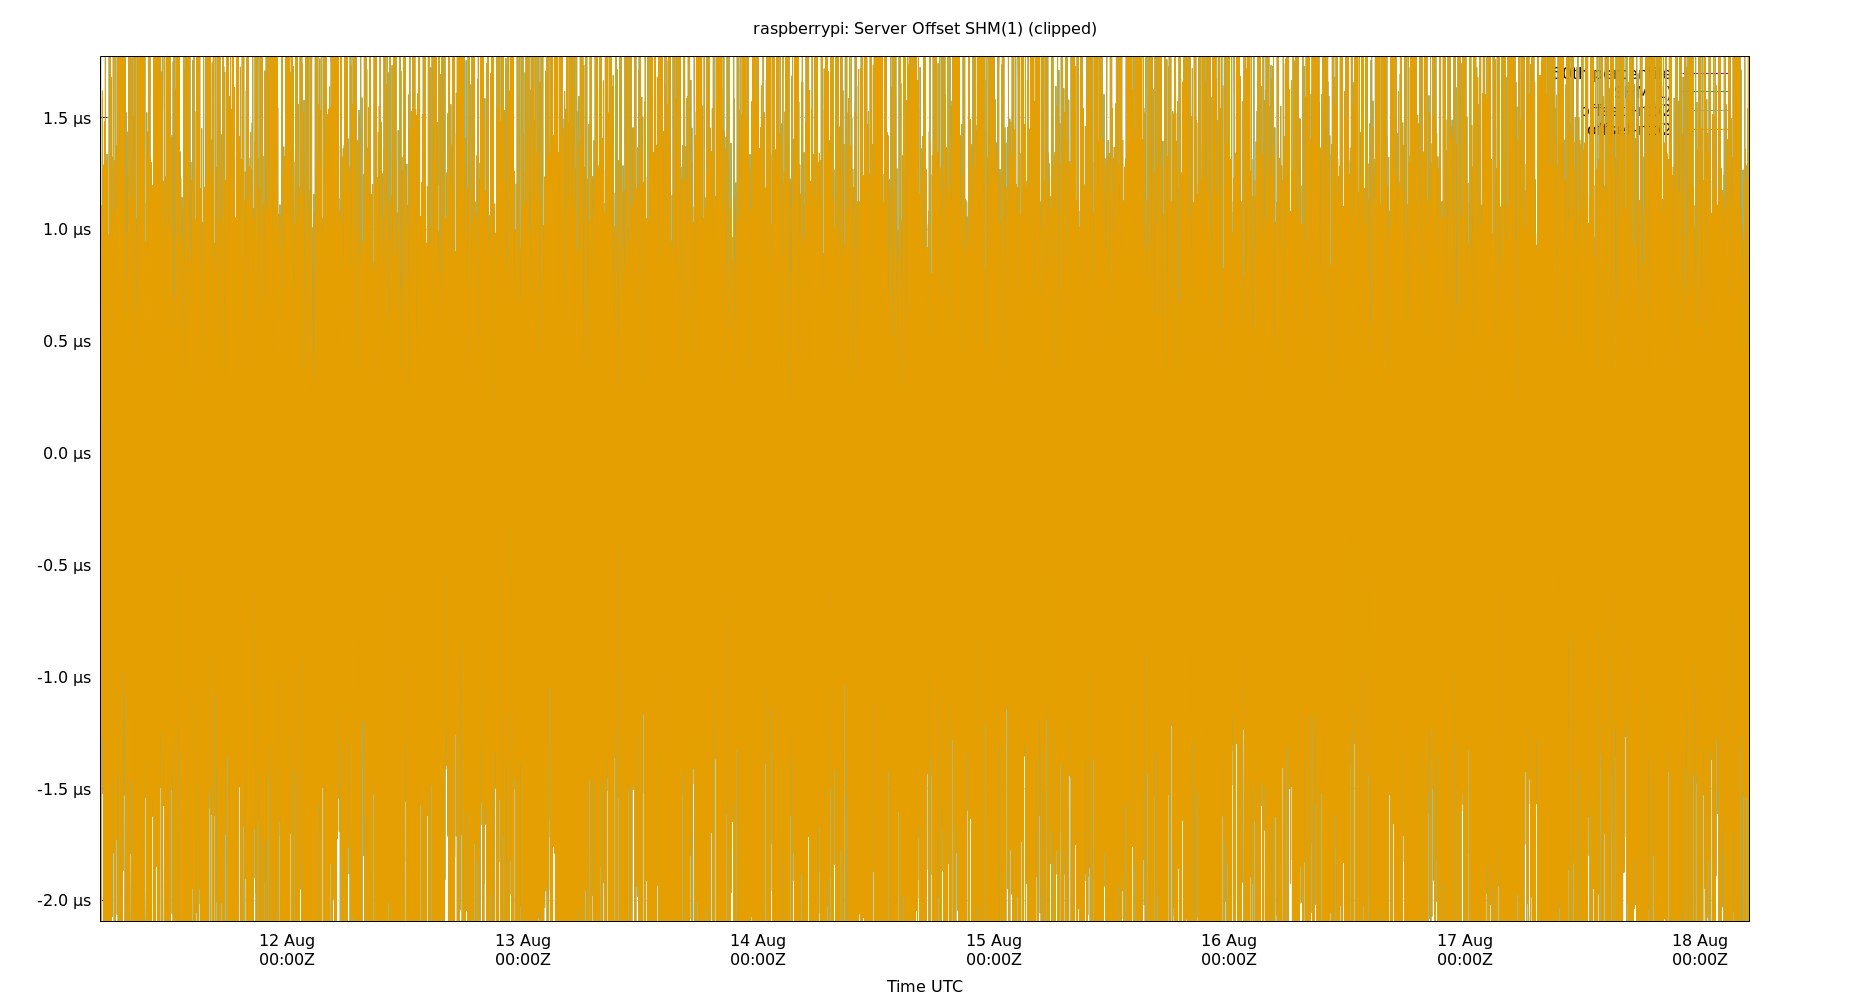 raspberrypi: Server Offset SHM(1) (clipped)
1.5 µs
1.0 µs
0.5 µs
0.0 µs
-0.5 µs
-1.0 µs
-1.5 µs
-2.0 µs
12 Aug 13 Aug 14 Aug 15 Aug 16 Aug 17 Aug 18 Aug
00:00Z 00:00Z 00:00Z 00:00Z 00:00Z 00:00Z 00:00Z
Time UTC